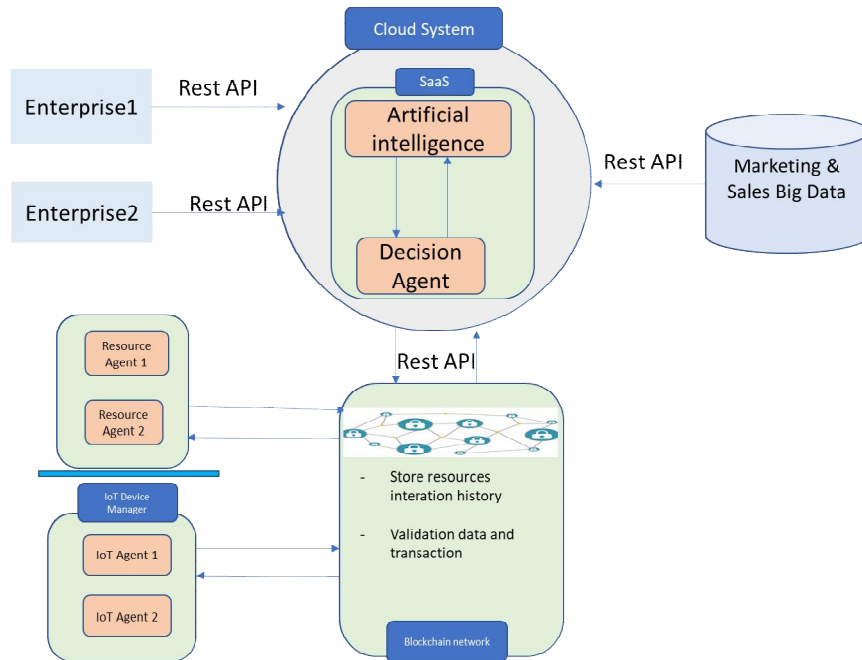 Cloud System
SaaS
Artificial
intelligence
Decision
Agent
Enterprise1
Rest API
Enterprise2
Rest API
Rest API
Marketing &
Sales Big Data
Rest API
Resource
Agent 1
Resource
Agent 2
IoT Device
Manager
IoT Agent 1
IoT Agent 2
- Store resources
interation history
- Validation data and
transaction
Blockchain network